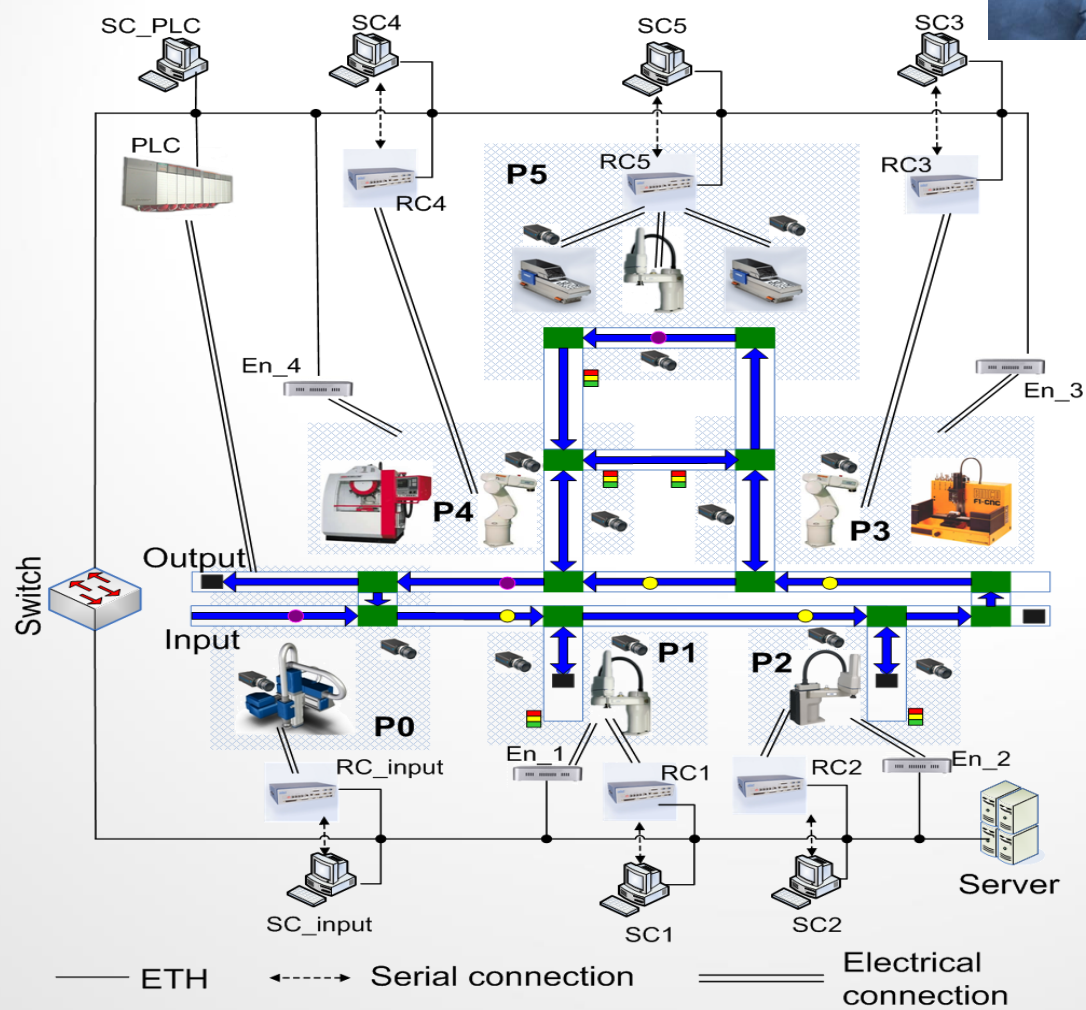 SC_PLC
SC4
SC5
SC3
PLC
RC4
RC5
RC3
P5
En_4
En_3
P4
P3
Output
Input
Switch
P1
P2
P0
En_1
En_2
RC_input
RC1
RC2
Server
SC_input
SC1
SC2
ETH
Serial connection
Electrical
connection